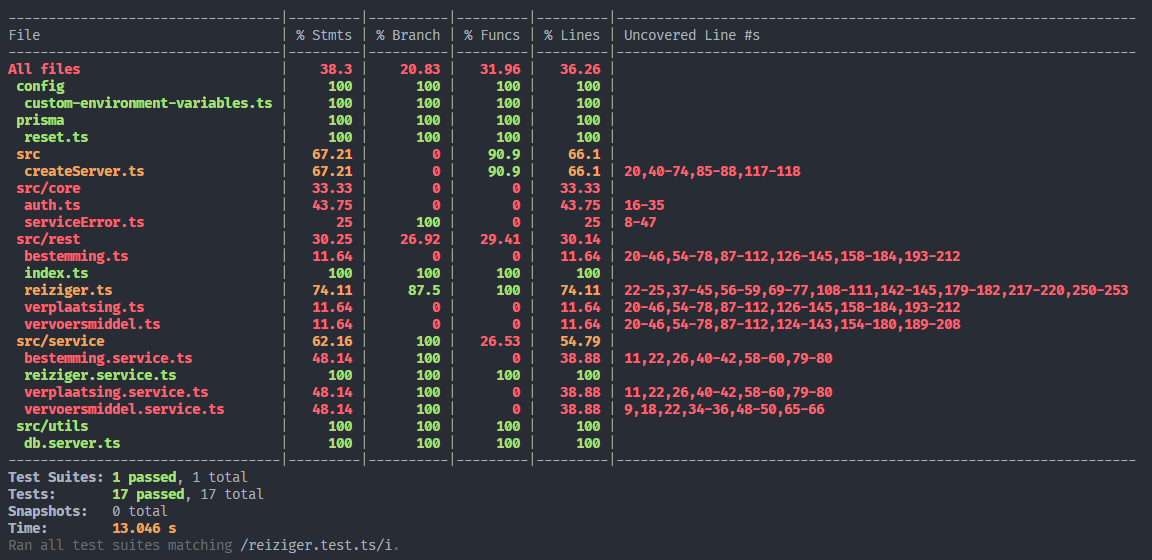 ---------------------------------|---------|----------|---------|---------|----------------------------------------------------------------
File                             | % Stmts | % Branch | % Funcs | % Lines | Uncovered Line #s
---------------------------------|---------|----------|---------|---------|----------------------------------------------------------------
All files                        |    38.3 |    20.83 |   31.96 |   36.26 |
 config                          |     100 |      100 |     100 |     100 |
  custom-environment-variables.ts |     100 |      100 |     100 |     100 |
 prisma                          |     100 |      100 |     100 |     100 |
  reset.ts                       |     100 |      100 |     100 |     100 |
 src                             |   67.21 |        0 |    90.9 |    66.1 |
  createServer.ts                |   67.21 |        0 |    90.9 |    66.1 | 20,40-74,85-88,117-118
 src/core                        |   33.33 |        0 |       0 |   33.33 |
  auth.ts                        |   43.75 |        0 |       0 |   43.75 | 16-35
  serviceError.ts                |      25 |      100 |       0 |      25 | 8-47
 src/rest                        |   30.25 |    26.92 |   29.41 |   30.14 |
  bestemming.ts                  |   11.64 |        0 |       0 |   11.64 | 20-46,54-78,87-112,126-145,158-184,193-212
  index.ts                       |     100 |      100 |     100 |     100 |
  reiziger.ts                    |   74.11 |     87.5 |     100 |   74.11 | 22-25,37-45,56-59,69-77,108-111,142-145,179-182,217-220,250-253
  verplaatsing.ts                |   11.64 |        0 |       0 |   11.64 | 20-46,54-78,87-112,126-145,158-184,193-212
  vervoersmiddel.ts              |   11.64 |        0 |       0 |   11.64 | 20-46,54-78,87-112,124-143,154-180,189-208
 src/service                     |   62.16 |      100 |   26.53 |   54.79 |
  bestemming.service.ts          |   48.14 |      100 |       0 |   38.88 | 11,22,26,40-42,58-60,79-80
  reiziger.service.ts            |     100 |      100 |     100 |     100 |
  verplaatsing.service.ts        |   48.14 |      100 |       0 |   38.88 | 11,22,26,40-42,58-60,79-80
  vervoersmiddel.service.ts      |   48.14 |      100 |       0 |   38.88 | 9,18,22,34-36,48-50,65-66
 src/utils                       |     100 |      100 |     100 |     100 |
  db.server.ts                   |     100 |      100 |     100 |     100 |
---------------------------------|---------|----------|---------|---------|----------------------------------------------------------------
Test Suites: 1 passed, 1 total
Tests:       17 passed, 17 total
Snapshots:   0 total
Time:        13.046 s
Ran all test suites matching /reiziger.test.ts/i.